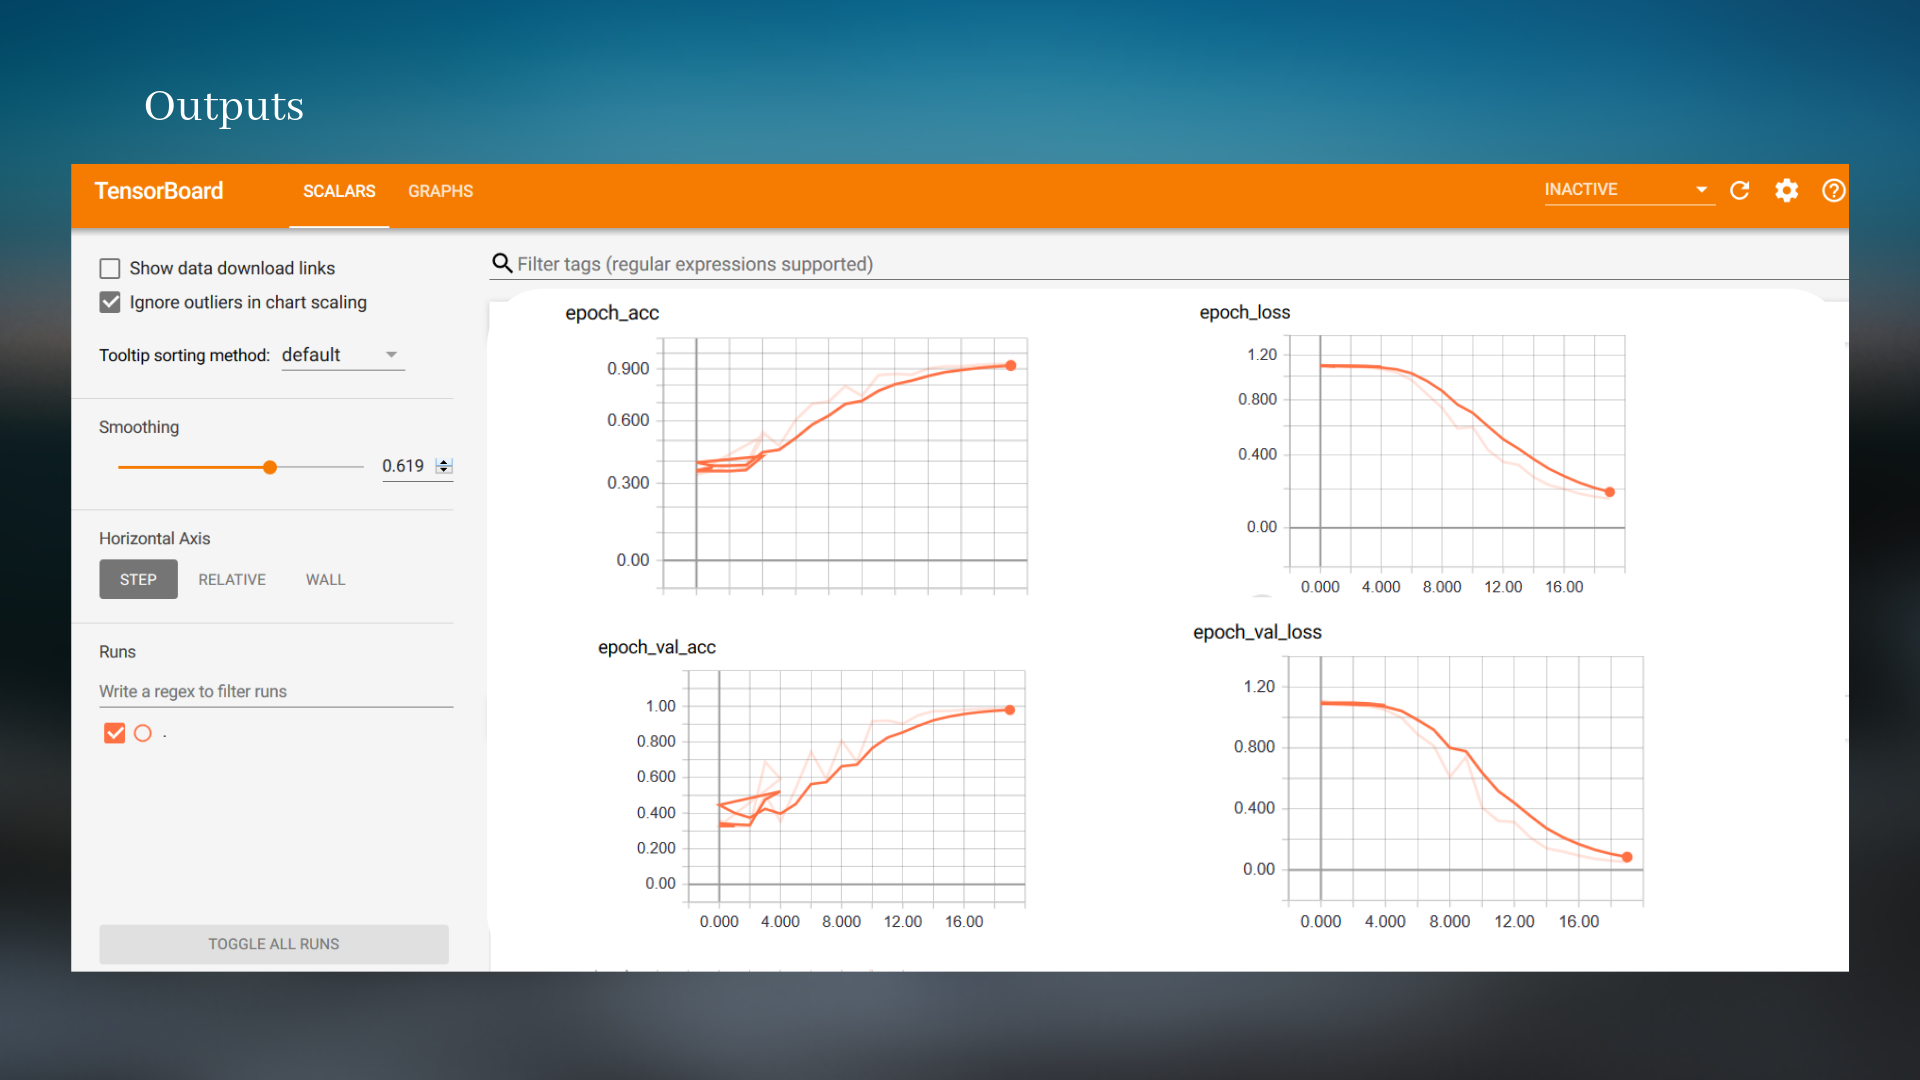 Outputs
TensorBoard
SCALARS
GRAPHS
INACTIVE
Show data download links
Ignore outliers in chart scaling
Tooltip sorting method: default
Smoothing
0.619
Horizontal Axis
STEP
RELATIVE
WALL
Runs
Write a regex to filter runs
.
TOGGLE ALL RUNS
Filter tags (regular expressions supported)
epoch_acc
0.900
0.600
0.300
0.00
epoch_loss
1.20
0.800
0.400
0.00
0.000 4.000 8.000 12.00 16.00
epoch_val_acc
1.00
0.800
0.600
0.400
0.200
0.00
0.000 4.000 8.000 12.00 16.00
epoch_val_loss
1.20
0.800
0.400
0.00
0.000 4.000 8.000 12.00 16.00